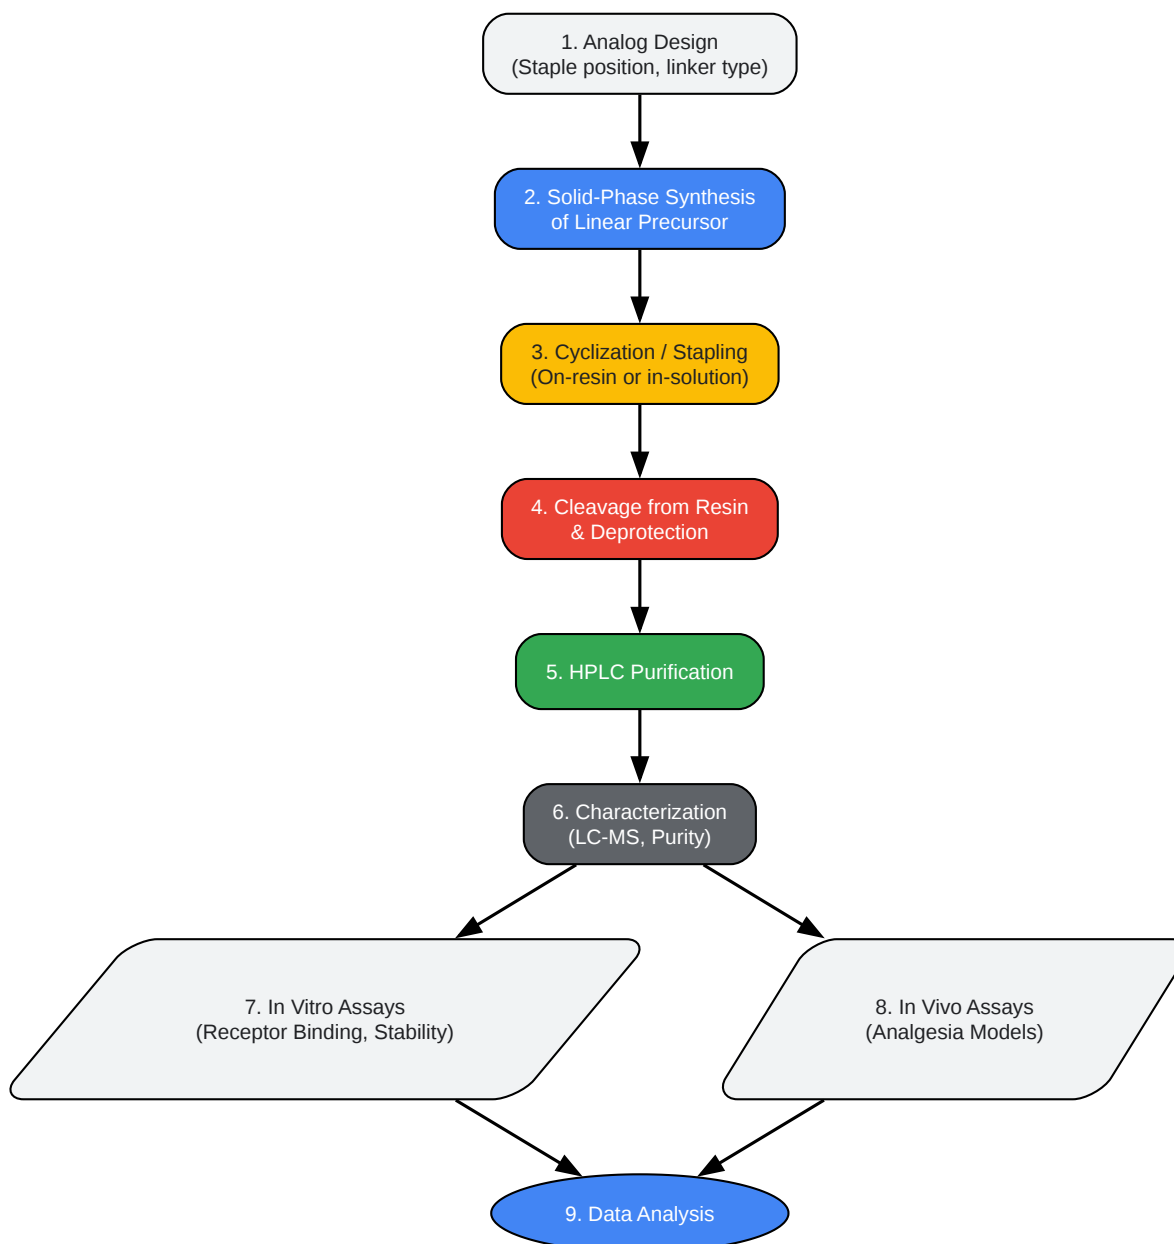 1. Analog Design
(Staple position, linker type)
2. Solid-Phase Synthesis
of Linear Precursor
3. Cyclization / Stapling
(On-resin or in-solution)
4. Cleavage from Resin
& Deprotection
5. HPLC Purification
6. Characterization
(LC-MS, Purity)
7. In Vitro Assays
(Receptor Binding, Stability)
8. In Vivo Assays
(Analgesia Models)
9. Data Analysis